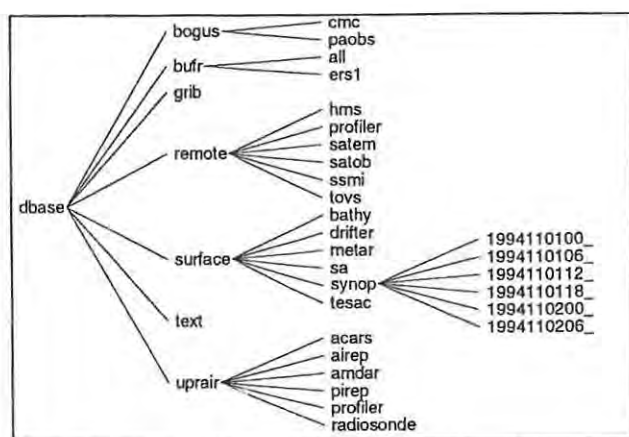 dbase
bogus
cmc
paobs
bufr
all
ers1
grib
remote
hms
profiler
satem
satob
ssmi
tovs
surface
bathy
drifter
metar
sa
synop
1994110100_
1994110106_
1994110112_
1994110118_
1994110200_
1994110206_
tesac
text
uprair
acars
airep
amdar
pirep
profiler
radiosonde